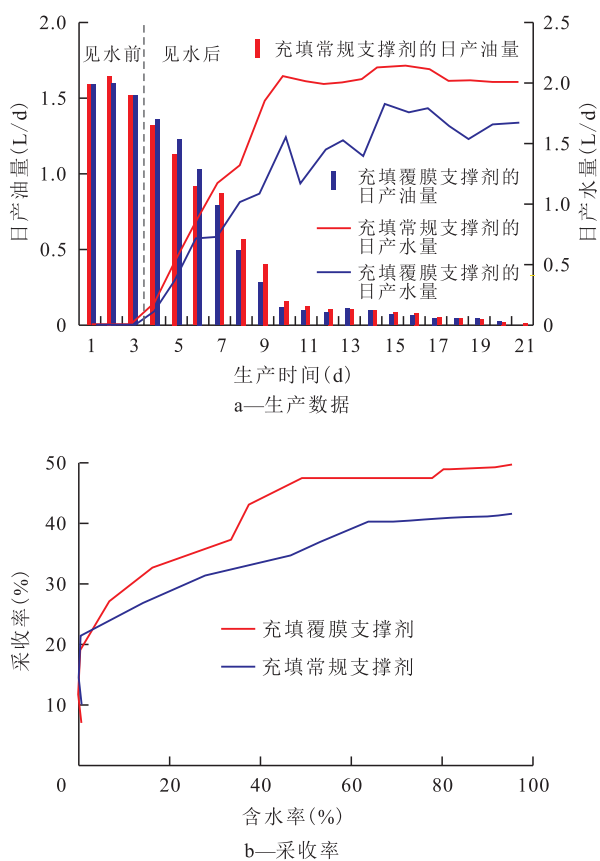 2.0
1.5
1.0
0.5
0
日产油量(L/d)
见水前
见水后
充填常规支撑剂的日产油量
充填覆膜支撑剂的
日产油量
充填常规支撑剂的
日产水量
充填覆膜支撑剂的
日产水量
2.5
2.0
1.5
1.0
0.5
0
日产水量(L/d)
1 3 5 7 9 11 13 15 17 19 21
生产时间(d)
a—生产数据
50
40
30
20
10
采收率(%)
充填覆膜支撑剂
充填常规支撑剂
0 20 40 60 80 100
含水率(%)
b—采收率